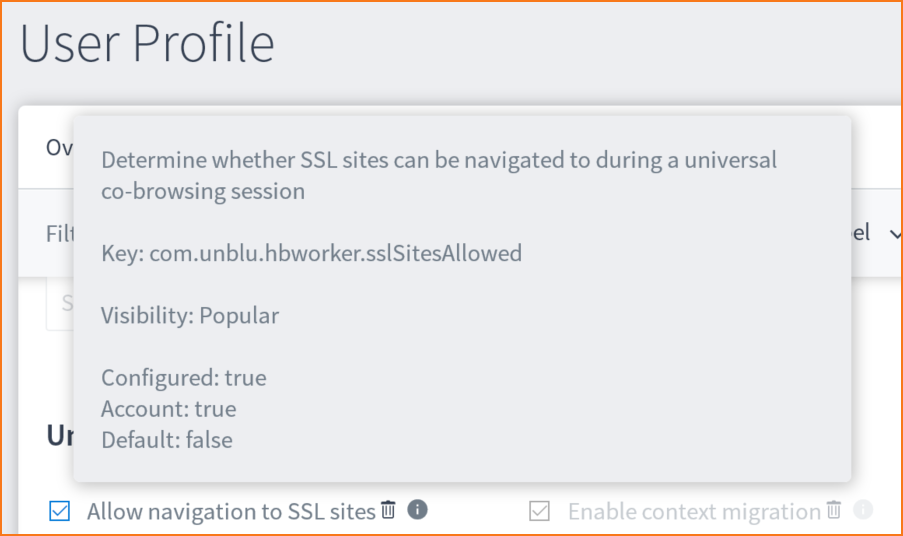 User Profile
Ov
Determine whether SSL sites can be navigated to during a universal
co-browsing session
Filt
el
Key: com.unblu.hbworker.sslSitesAllowed
S
Visibility: Popular
Configured: true
Account: true
Default: false
Un
Allow navigation to SSL sites
Enable context migration